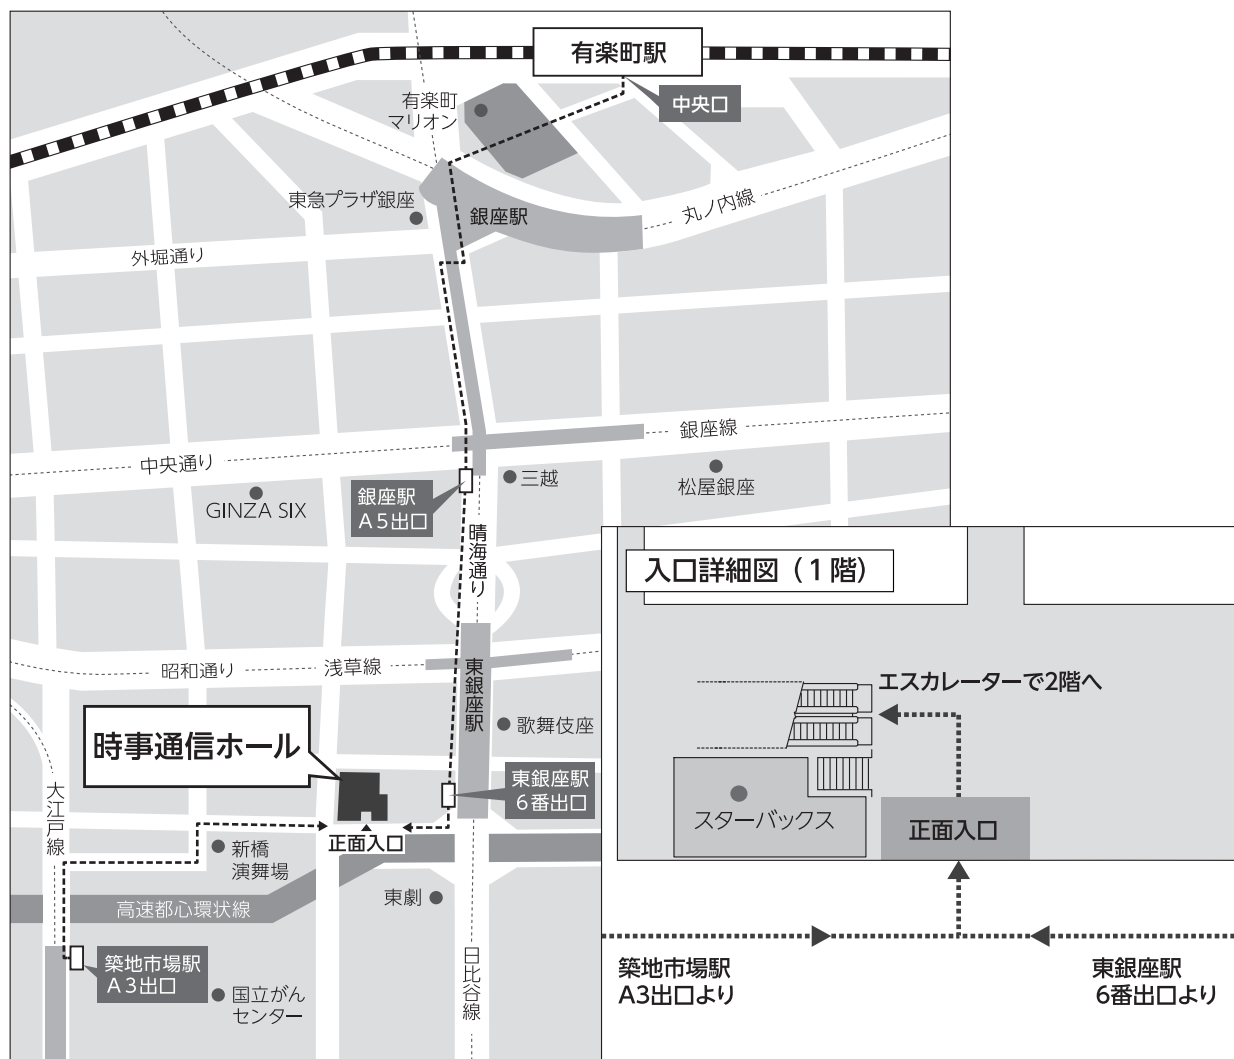 有楽町駅
中央口
有楽町
マリオン
東急プラザ銀座
銀座駅
丸ノ内線
外堀通り
銀座線
中央通り
三越
松屋銀座
GINZA SIX
銀座駅
A5出口
晴海通り
昭和通り
浅草線
東銀座駅
歌舞伎座
時事通信ホール
東銀座駅
6番出口
大江戸線
正面入口
新橋
演舞場
東劇
高速都心環状線
築地市場駅
A3出口
国立がん
センター
日比谷線
入口詳細図（1階）
エスカレーターで2階へ
スターバックス
正面入口
築地市場駅
A3出口より
東銀座駅
6番出口より